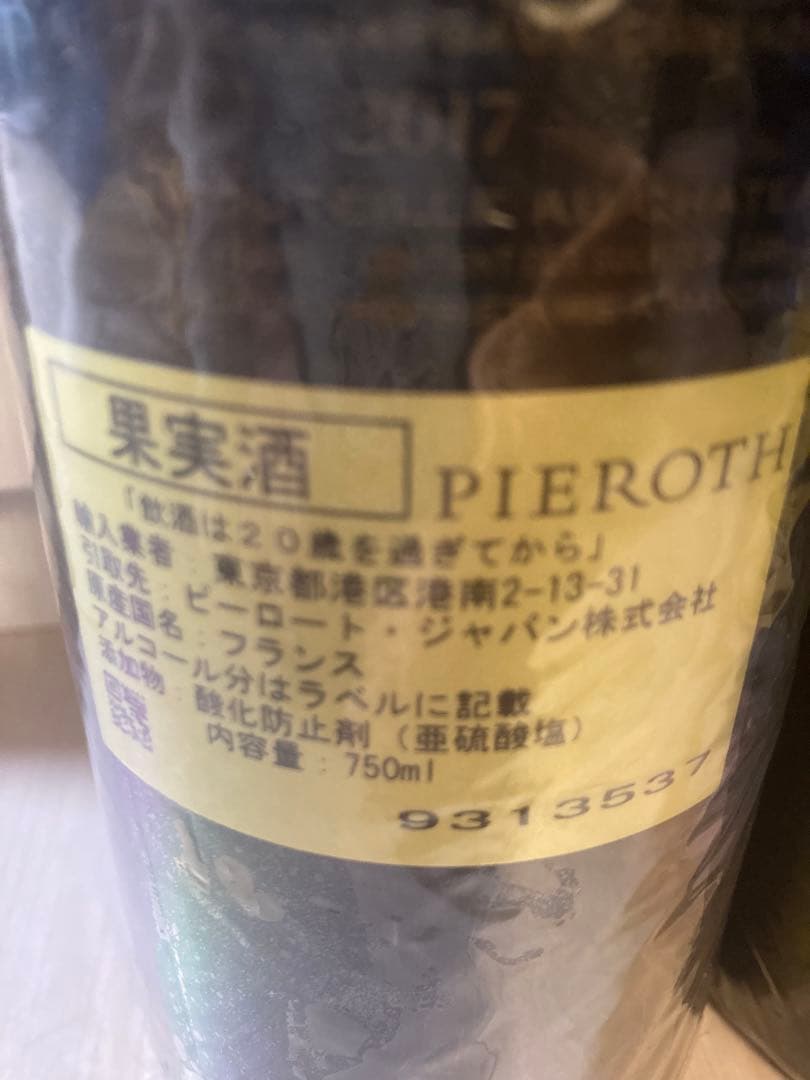 2017
果実酒
PIEROTH
「飲酒は２０歳を過ぎてから」
輸入業者：東京都港区港南2-13-31
引取先：ピーロート・ジャパン株式会社
原産国名：フランス
アルコール分はラベルに記載
添加物：酸化防止剤（亜硫酸塩）
内容量：750ml
9313537